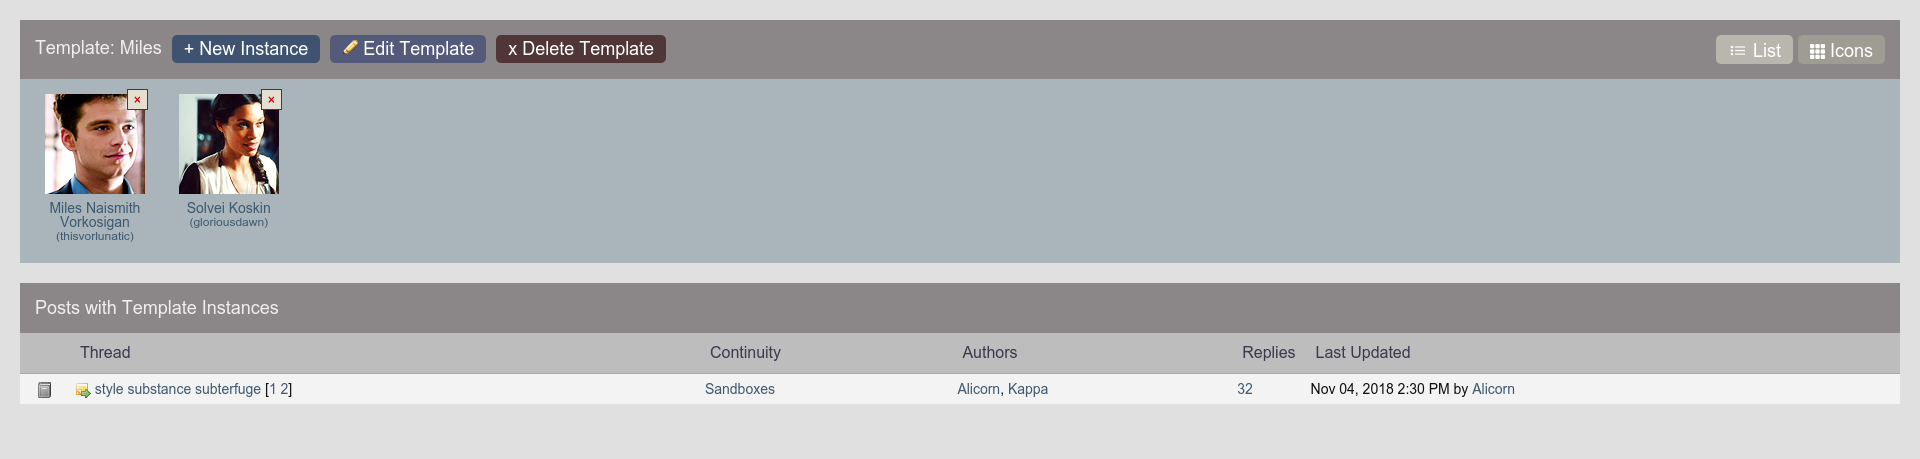 Template: Miles + New Instance Edit Template x Delete Template List Icons
× ×
Miles Naismith Vorkosigan (thisvorlunatic)
Solvei Koskin (gloriousdawn)
Posts with Template Instances
Thread Continuity Authors Replies Last Updated
style substance subterfuge [1 2] Sandboxes Alicorn, Kappa 32 Nov 04, 2018 2:30 PM by Alicorn